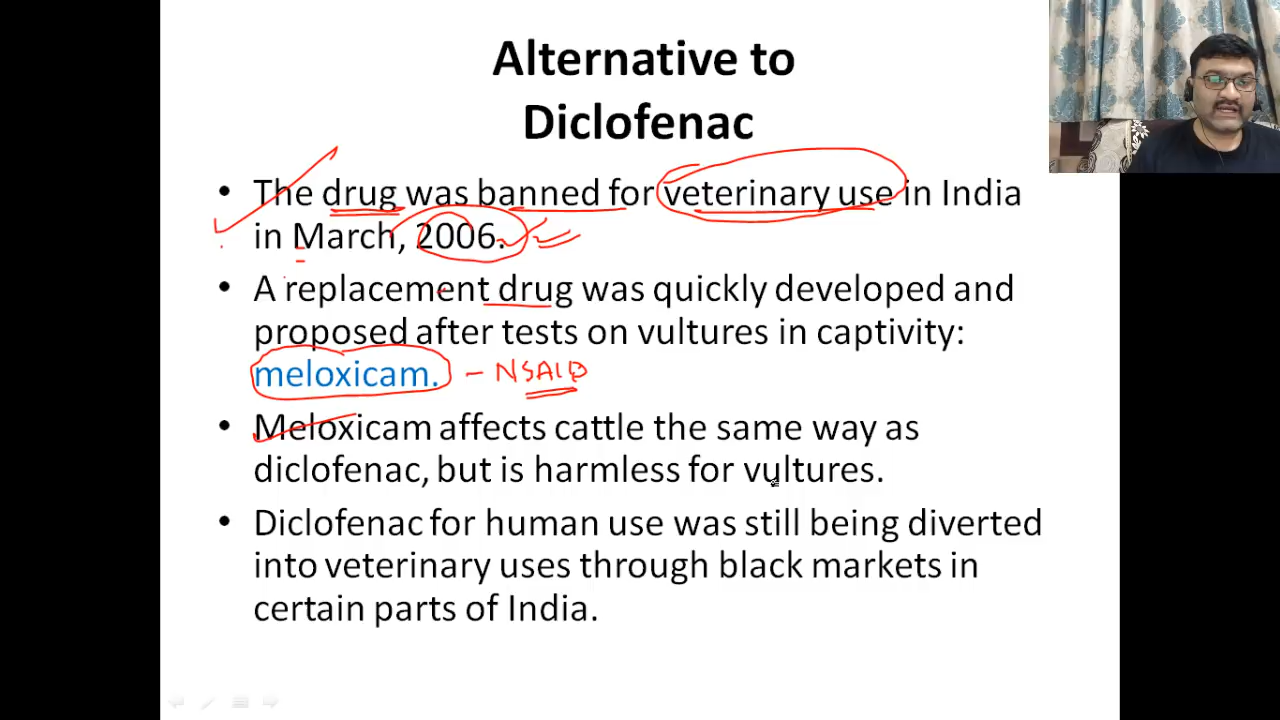 Alternative to
Diclofenac
• The drug was banned for veterinary use in India
in March, 2006.
• A replacement drug was quickly developed and
proposed after tests on vultures in captivity:
meloxicam. – NSAID
• Meloxicam affects cattle the same way as
diclofenac, but is harmless for vultures.
• Diclofenac for human use was still being diverted
into veterinary uses through black markets in
certain parts of India.